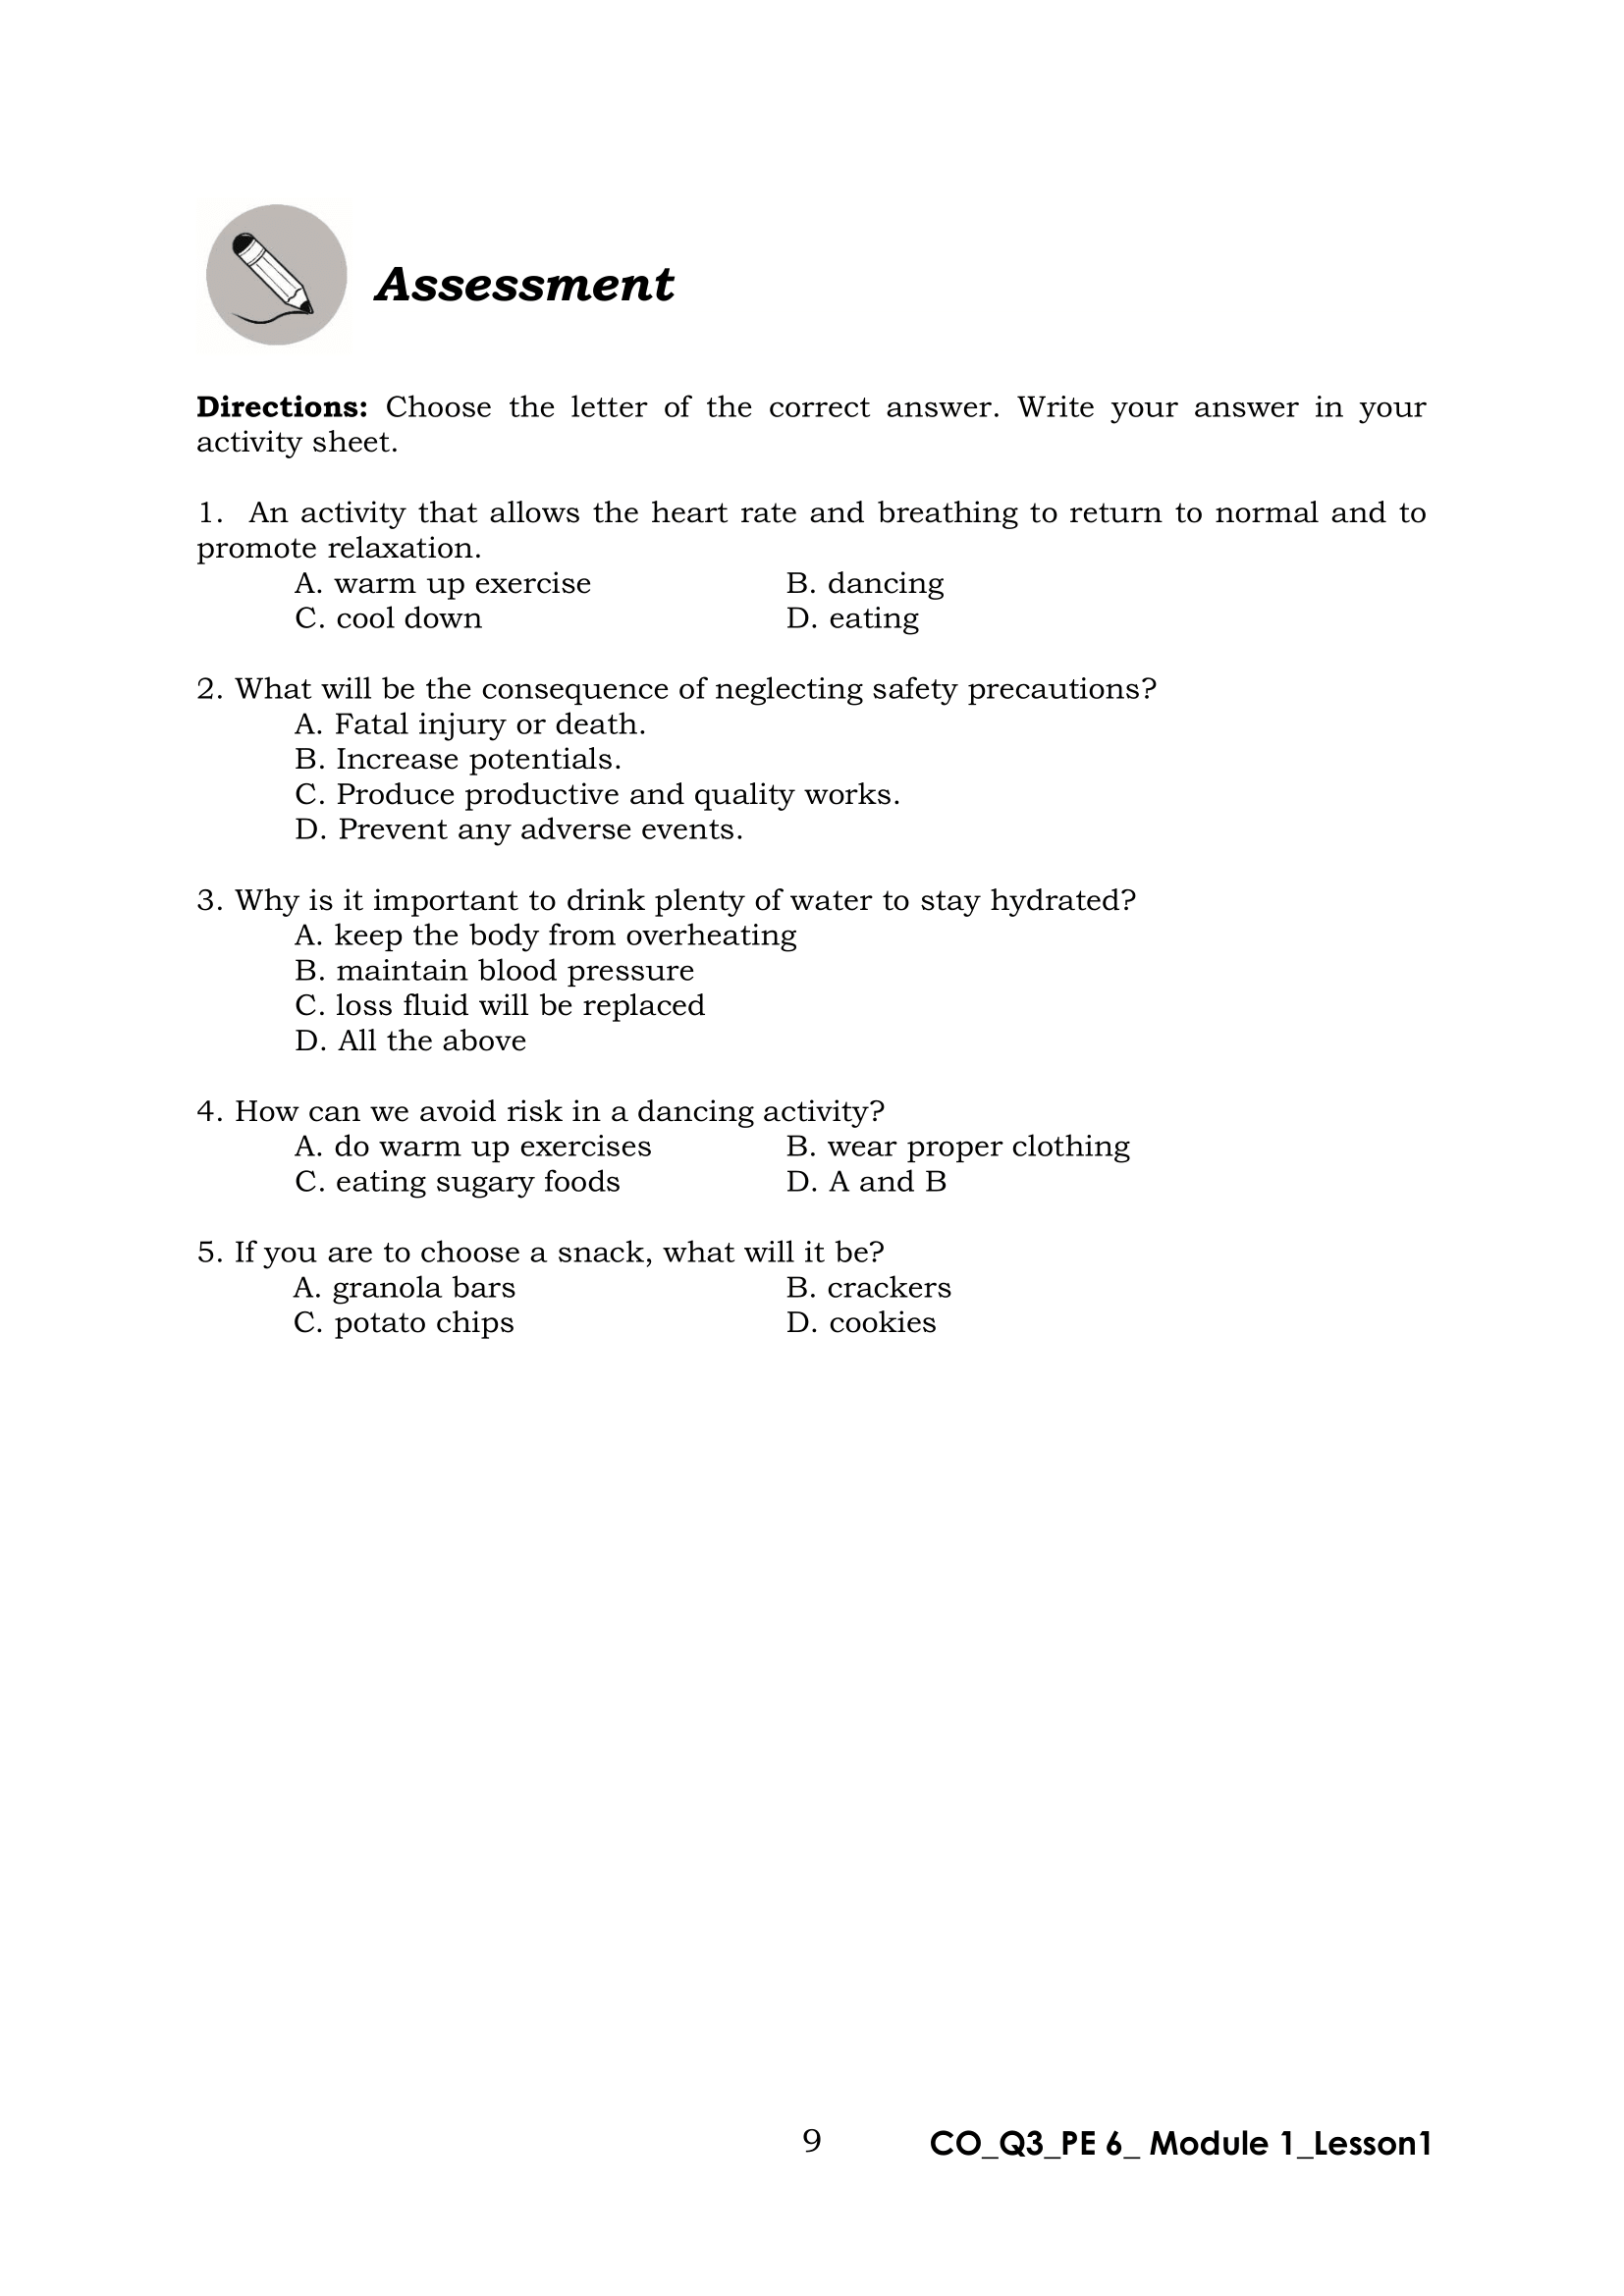 Assessment
Directions: Choose the letter of the correct answer. Write your answer in your
activity sheet.
1. An activity that allows the heart rate and breathing to return to normal and to
promote relaxation.
A. warm up exercise B. dancing
C. cool down D. eating
2. What will be the consequence of neglecting safety precautions?
A. Fatal injury or death.
B. Increase potentials.
C. Produce productive and quality works.
D. Prevent any adverse events.
3. Why is it important to drink plenty of water to stay hydrated?
A. keep the body from overheating
B. maintain blood pressure
C. loss fluid will be replaced
D. All the above
4. How can we avoid risk in a dancing activity?
A. do warm up exercises B. wear proper clothing
C. eating sugary foods D. A and B
5. If you are to choose a snack, what will it be?
A. granola bars B. crackers
C. potato chips D. cookies
9 CO_Q3_PE 6_ Module 1_Lesson1